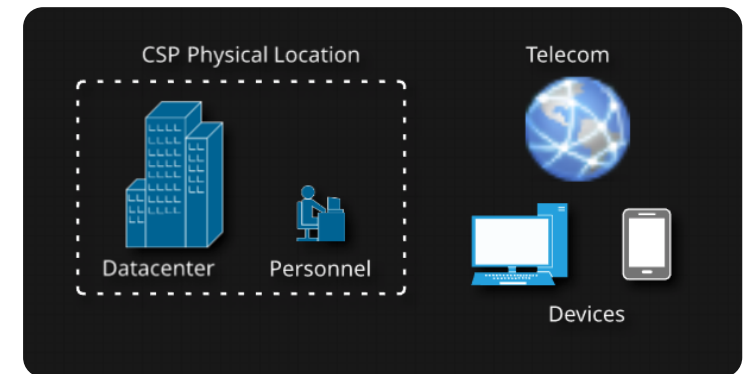 CSP Physical Location
Telecom
Datacenter
Personnel
Devices